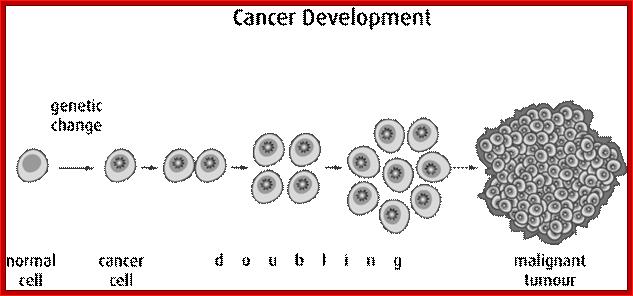 Cancer Development
genetic
change
normal
cell
cancer
cell
d o u b l i n g
malignant
tumour